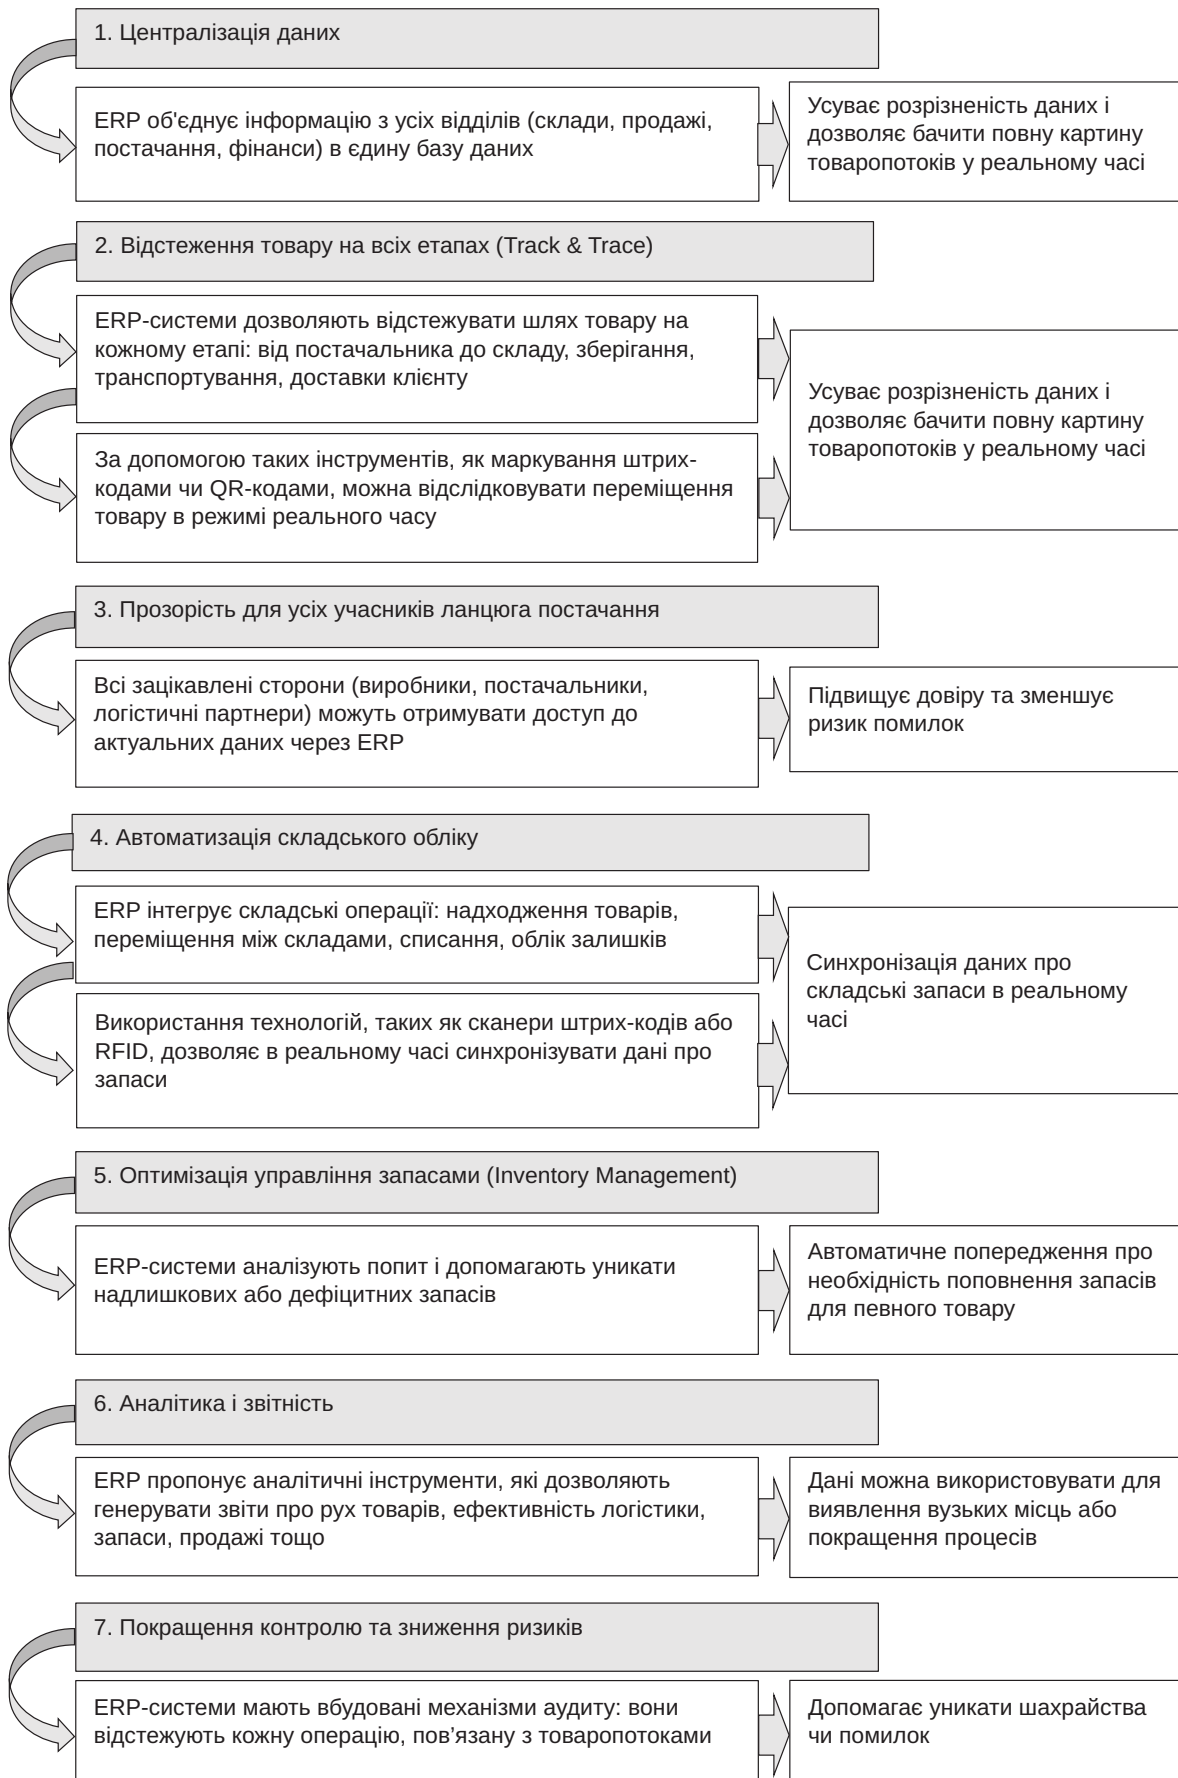 1. Централізація даних
ERP об'єднує інформацію з усіх відділів (склади, продажі,
постачання, фінанси) в єдину базу даних
Усуває розрізненість даних і
дозволяє бачити повну картину
товаропотоків у реальному часі
2. Відстеження товару на всіх етапах (Track & Trace)
ERP-системи дозволяють відстежувати шлях товару на
кожному етапі: від постачальника до складу, зберігання,
транспортування, доставки клієнту
За допомогою таких інструментів, як маркування штрих-
кодами чи QR-кодами, можна відслідковувати переміщення
товару в режимі реального часу
Усуває розрізненість даних і
дозволяє бачити повну картину
товаропотоків у реальному часі
3. Прозорість для усіх учасників ланцюга постачання
Всі зацікавлені сторони (виробники, постачальники,
логістичні партнери) можуть отримувати доступ до
актуальних даних через ERP
Підвищує довіру та зменшує
ризик помилок
4. Автоматизація складського обліку
ERP інтегрує складські операції: надходження товарів,
переміщення між складами, списання, облік залишків
Використання технологій, таких як сканери штрих-кодів або
RFID, дозволяє в реальному часі синхронізувати дані про
запаси
Синхронізація даних про
складські запаси в реальному
часі
5. Оптимізація управління запасами (Inventory Management)
ERP-системи аналізують попит і допомагають уникати
надлишкових або дефіцитних запасів
Автоматичне попередження про
необхідність поповнення запасів
для певного товару
6. Аналітика і звітність
ERP пропонує аналітичні інструменти, які дозволяють
генерувати звіти про рух товарів, ефективність логістики,
запаси, продажі тощо
Дані можна використовувати для
виявлення вузьких місць або
покращення процесів
7. Покращення контролю та зниження ризиків
ERP-системи мають вбудовані механізми аудиту: вони
відстежують кожну операцію, пов’язану з товаропотоками
Допомагає уникати шахрайства
чи помилок